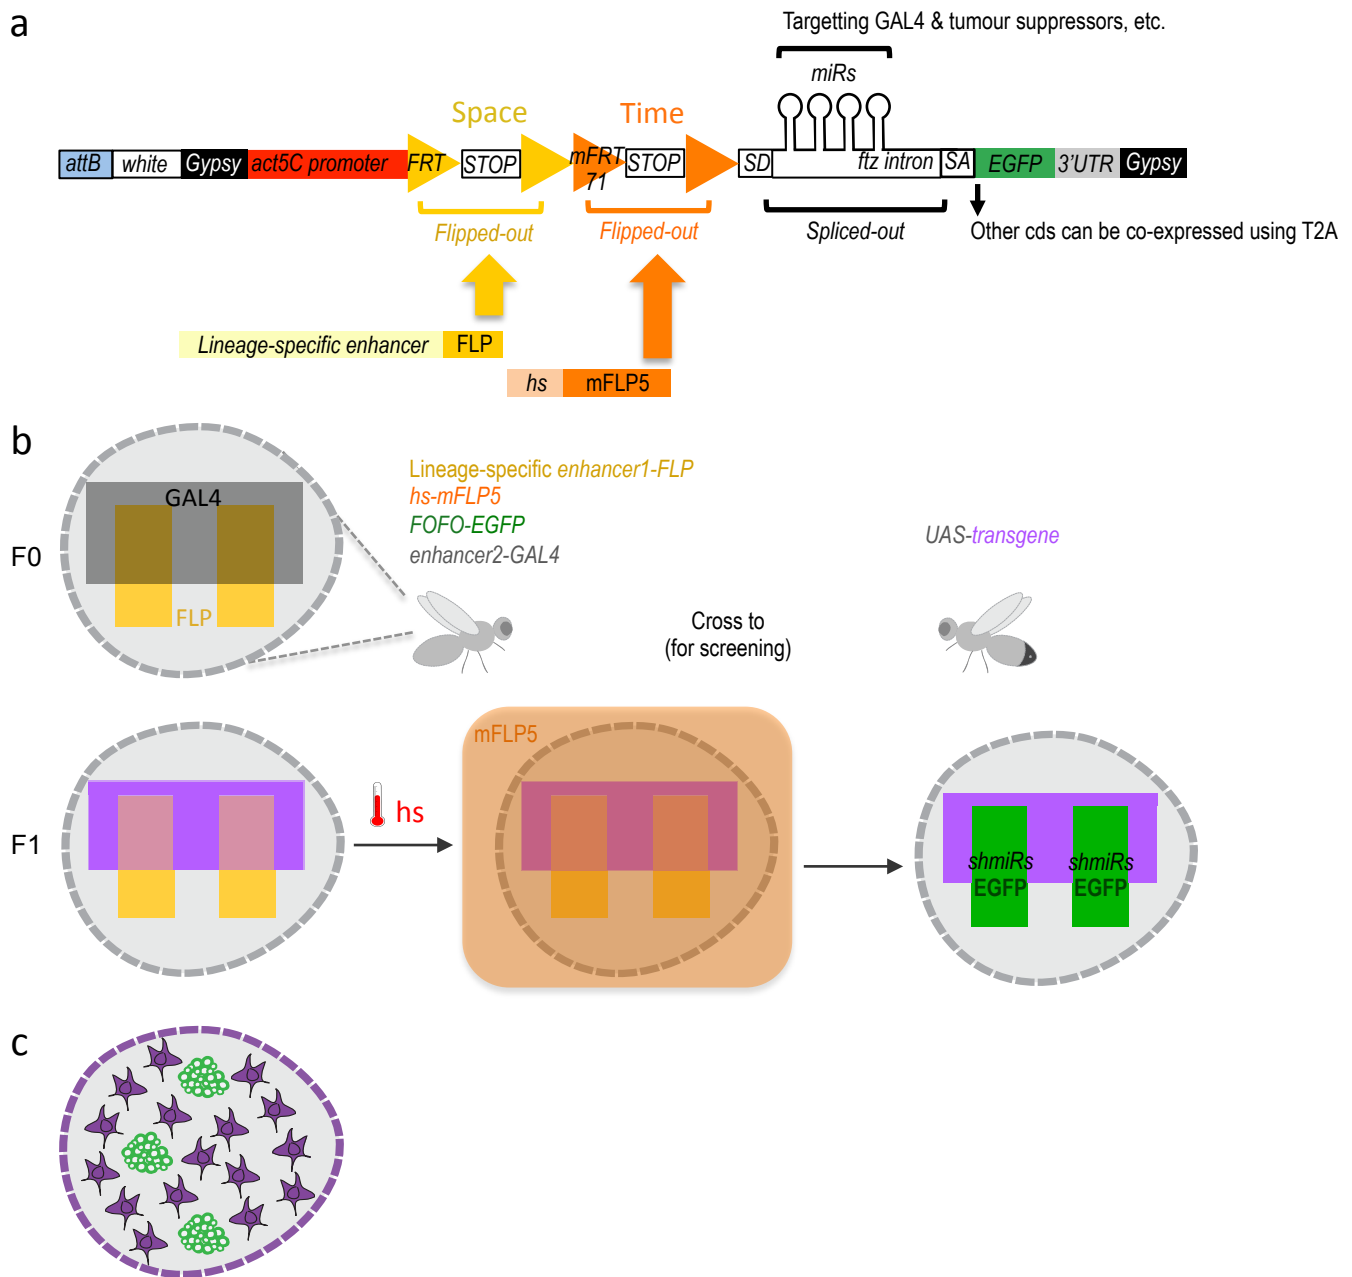 a
Targetting GAL4 & tumour suppressors, etc.
miRs
Space
Time
attB white Gypsy act5C promoter FRT STOP mFRT 71 STOP SD ftz intron SA EGFP 3'UTR Gypsy
Flipped-out
Flipped-out
Spliced-out
Other cds can be co-expressed using T2A
Lineage-specific enhancer FLP
hs mFLP5
b
F0
GAL4
FLP
Lineage-specific enhancer1-FLP
hs-mFLP5
FOFO-EGFP
enhancer2-GAL4
Cross to
(for screening)
UAS-transgene
F1
hs
mFLP5
shmiRs
EGFP
shmiRs
EGFP
c